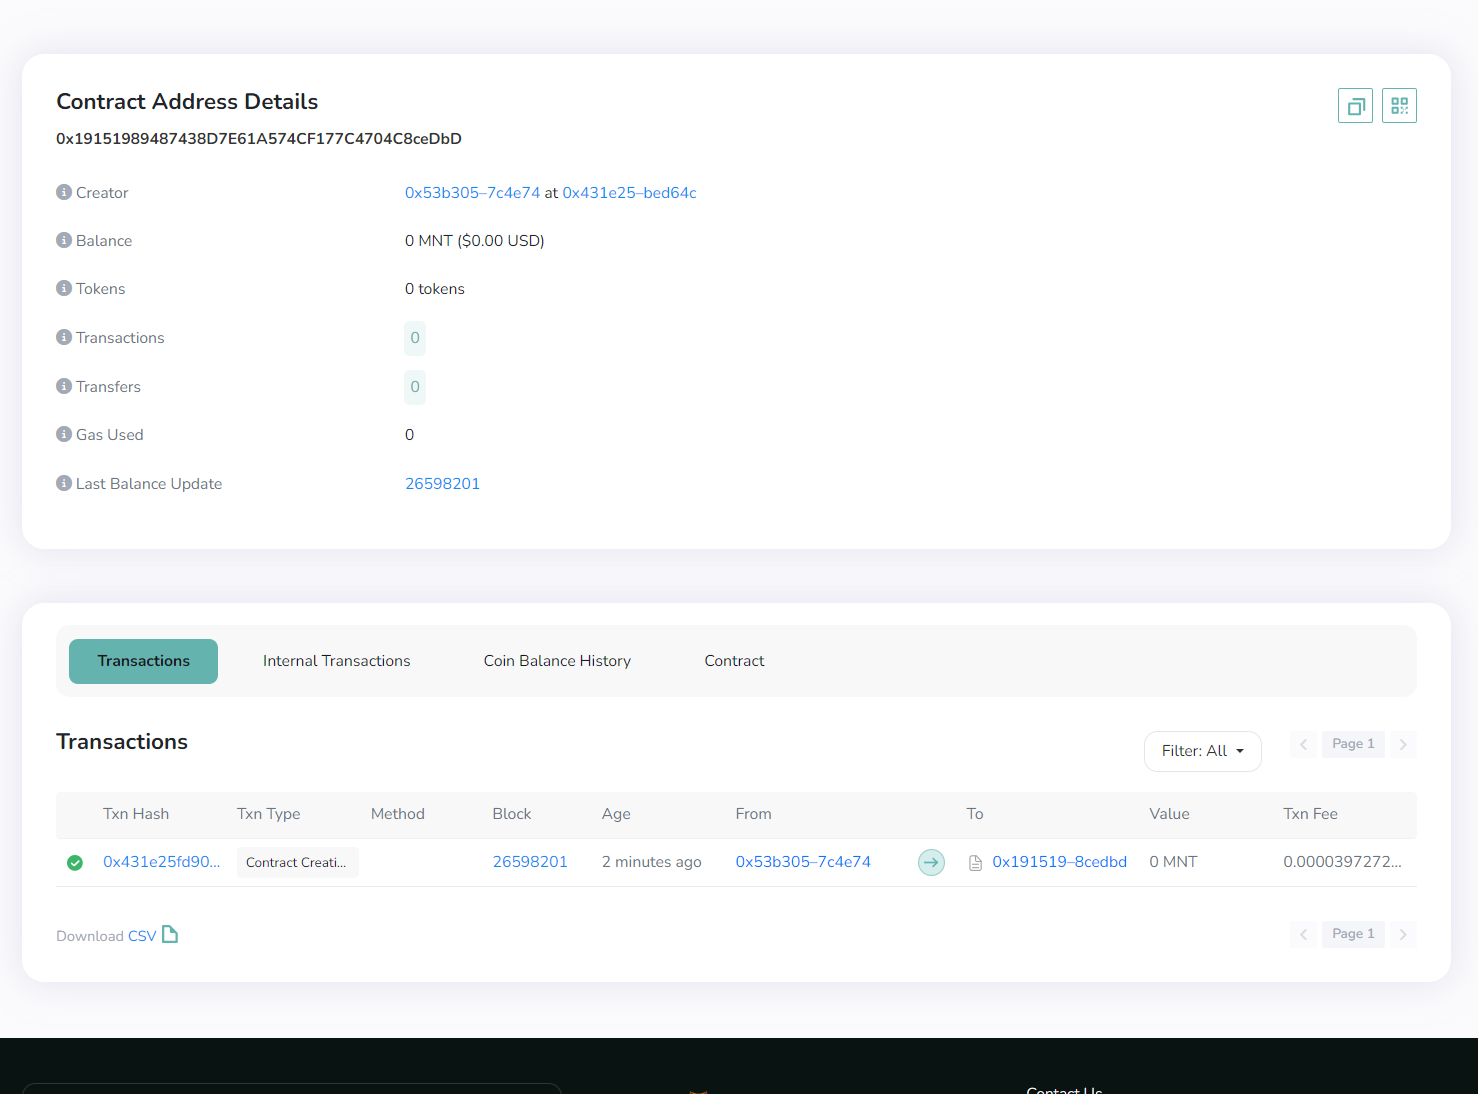 Contract Address Details
0x19151989487438D7E61A574CF177C4704C8ceDbD
Creator 0x53b305–7c4e74 at 0x431e25–bed64c
Balance 0 MNT ($0.00 USD)
Tokens 0 tokens
Transactions 0
Transfers 0
Gas Used 0
Last Balance Update 26598201
Transactions Internal Transactions Coin Balance History Contract
Transactions
Filter: All Page 1
Txn Hash Txn Type Method Block Age From To Value Txn Fee
0x431e25fd90... Contract Creati... 26598201 2 minutes ago 0x53b305–7c4e74 0x191519–8cedbd 0 MNT 0.0000397272...
Download CSV Page 1
Contact Us